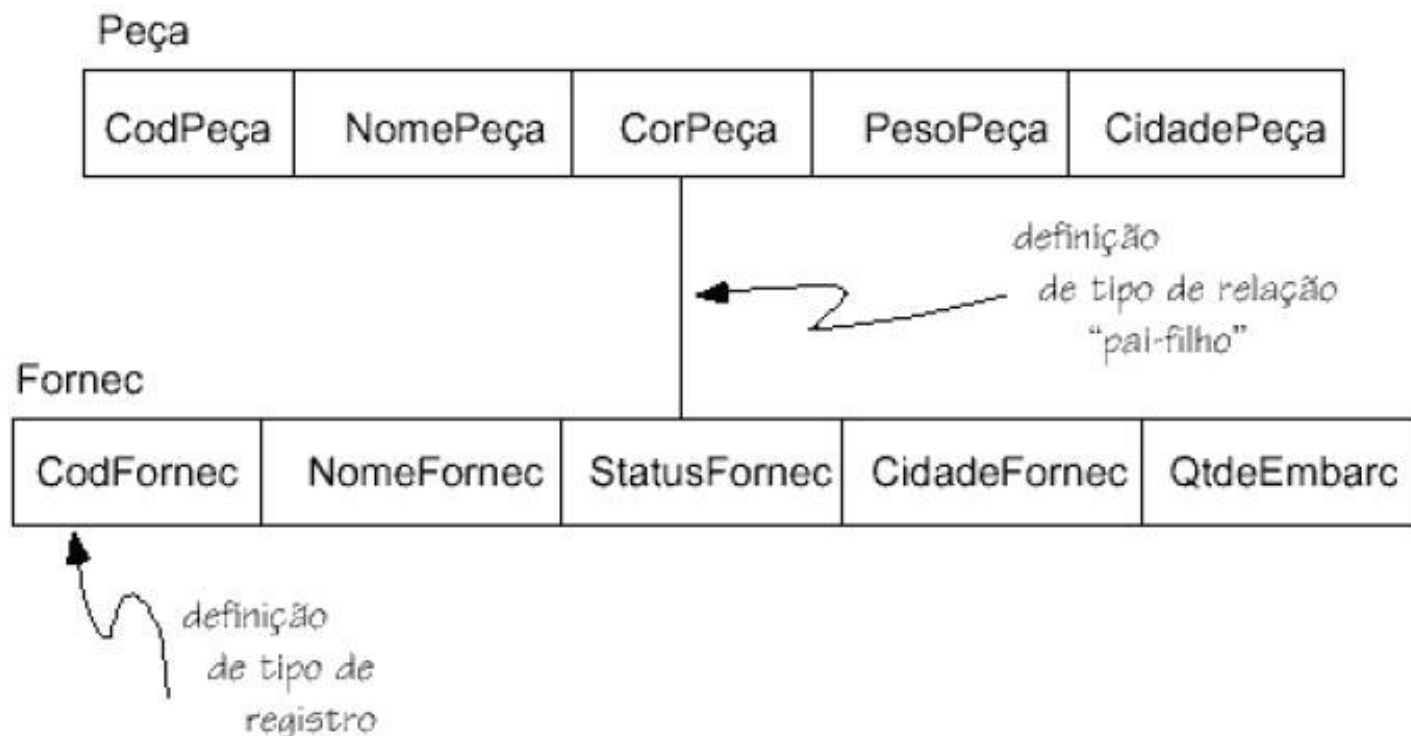 Peça
CodPeça NomePeça CorPeça PesoPeça CidadePeça
definição
de tipo de relação
“pai-filho”
Fornec
CodFornec NomeFornec StatusFornec CidadeFornec QtdeEmbarc
definição
de tipo de
registro